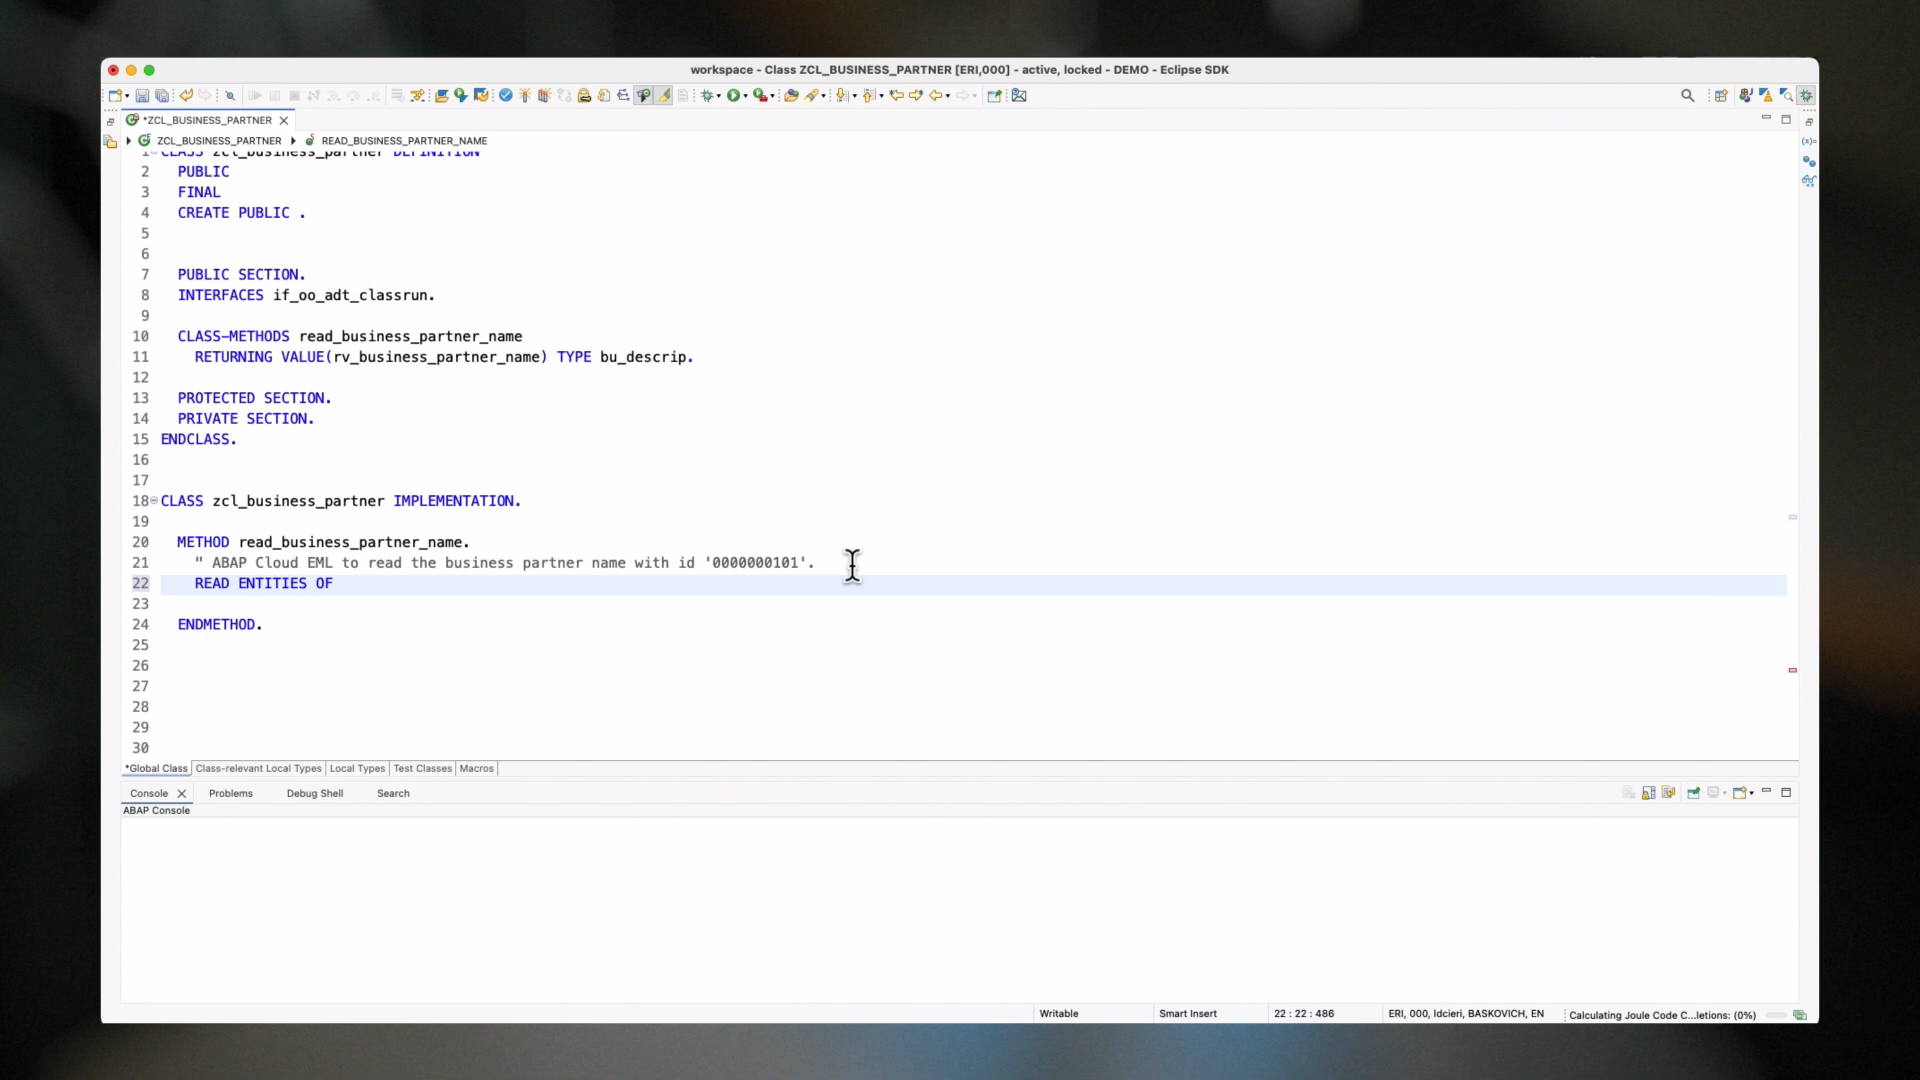 workspace - Class ZCL_BUSINESS_PARTNER [ERI,000] - active, locked - DEMO - Eclipse SDK
*ZCL_BUSINESS_PARTNER
ZCL_BUSINESS_PARTNER READ_BUSINESS_PARTNER_NAME
1 CLASS zcl_business_partner DEFINITION
2 PUBLIC
3 FINAL
4 CREATE PUBLIC .
5
6
7 PUBLIC SECTION.
8 INTERFACES if_oo_adt_classrun.
9
10 CLASS-METHODS read_business_partner_name
11 RETURNING VALUE(rv_business_partner_name) TYPE bu_descrip.
12
13 PROTECTED SECTION.
14 PRIVATE SECTION.
15 ENDCLASS.
16
17
18 CLASS zcl_business_partner IMPLEMENTATION.
19
20 METHOD read_business_partner_name.
21 " ABAP Cloud EML to read the business partner name with id '0000000101'.
22 READ ENTITIES OF
23
24 ENDMETHOD.
25
26
27
28
29
30
*Global Class Class-relevant Local Types Local Types Test Classes Macros
Console Problems Debug Shell Search
ABAP Console
Writable Smart Insert 22 : 22 : 486 ERI, 000, ldcieri, BASKOVICH, EN Calculating Joule Code C...letions: (0%)